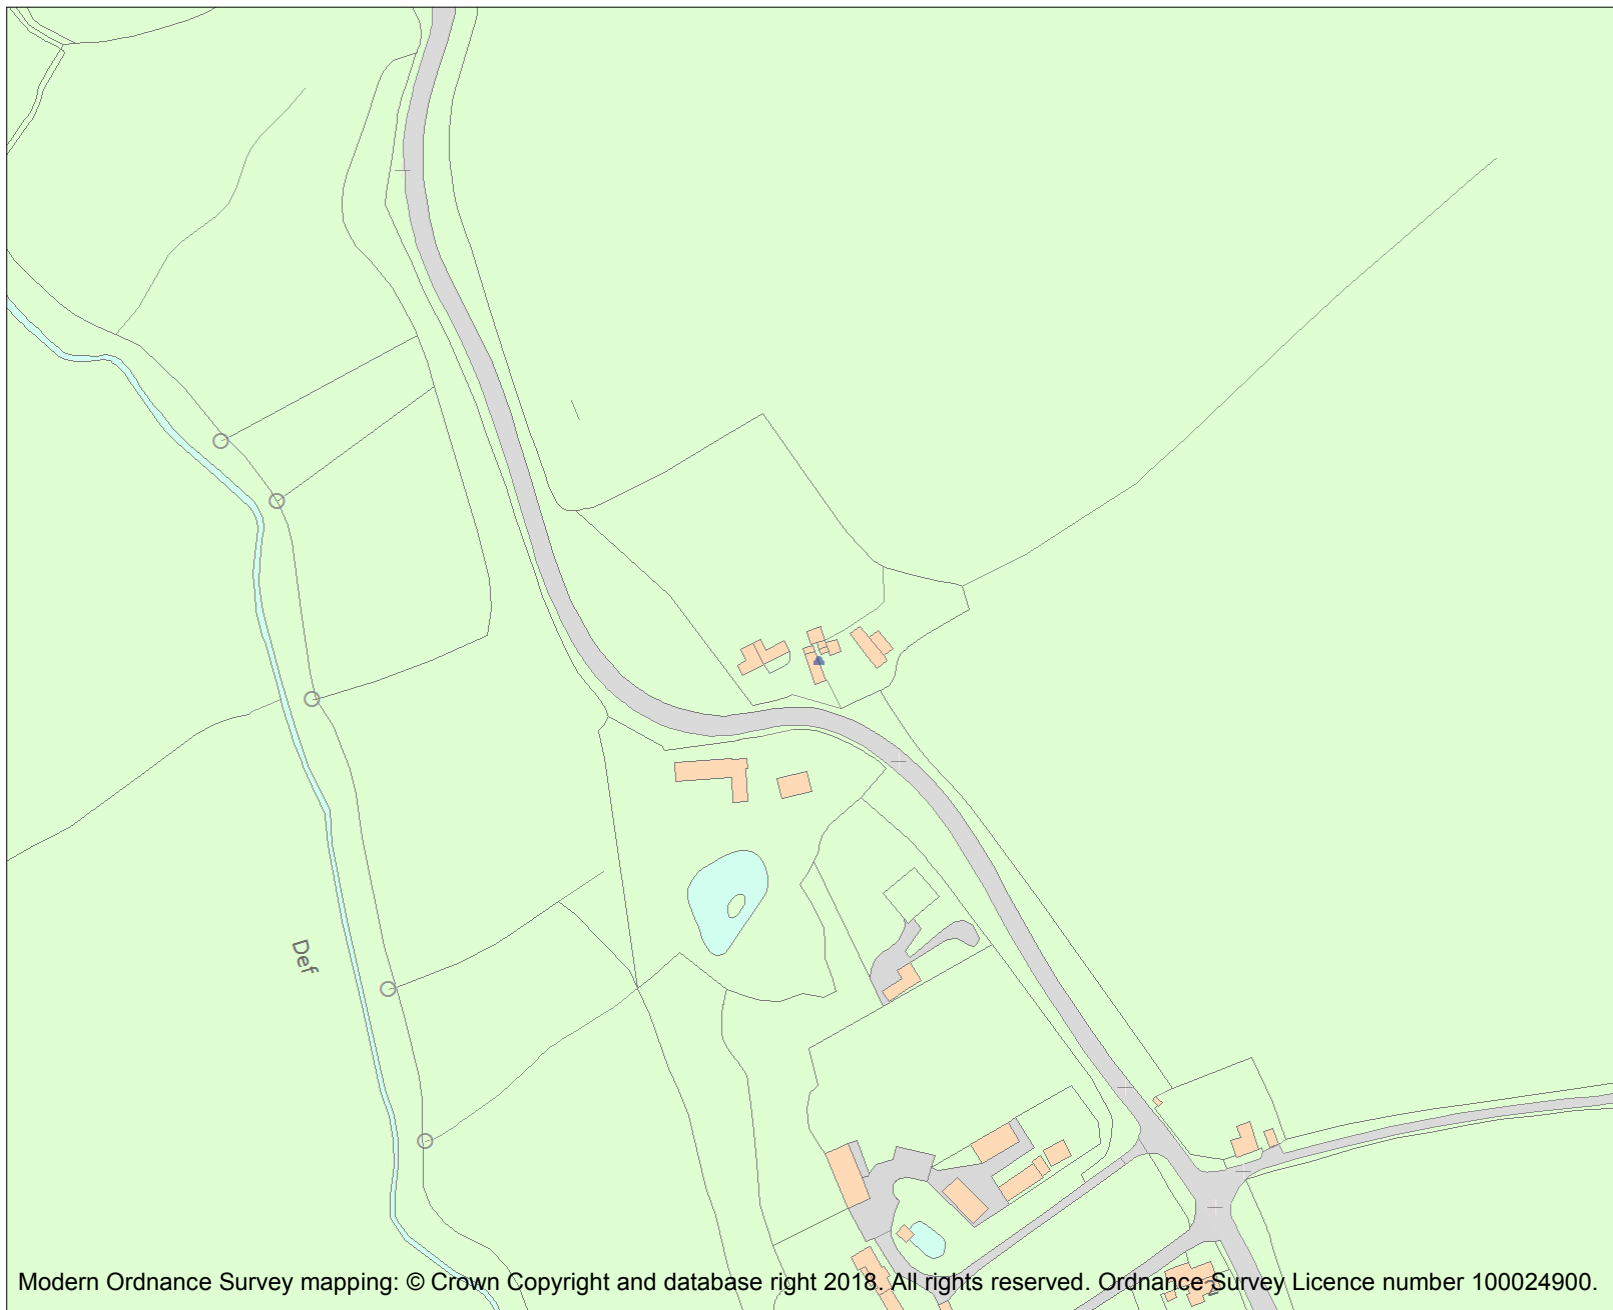 Def
Modern Ordnance Survey mapping: © Crown Copyright and database right 2018. All rights reserved. Ordnance Survey Licence number 100024900.